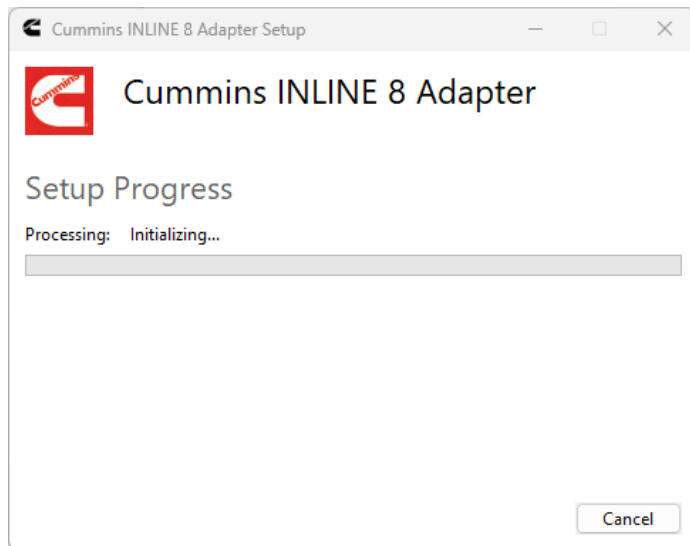 Cummins INLINE 8 Adapter Setup
Cummins
Cummins INLINE 8 Adapter
Setup Progress
Processing: Initializing...
Cancel